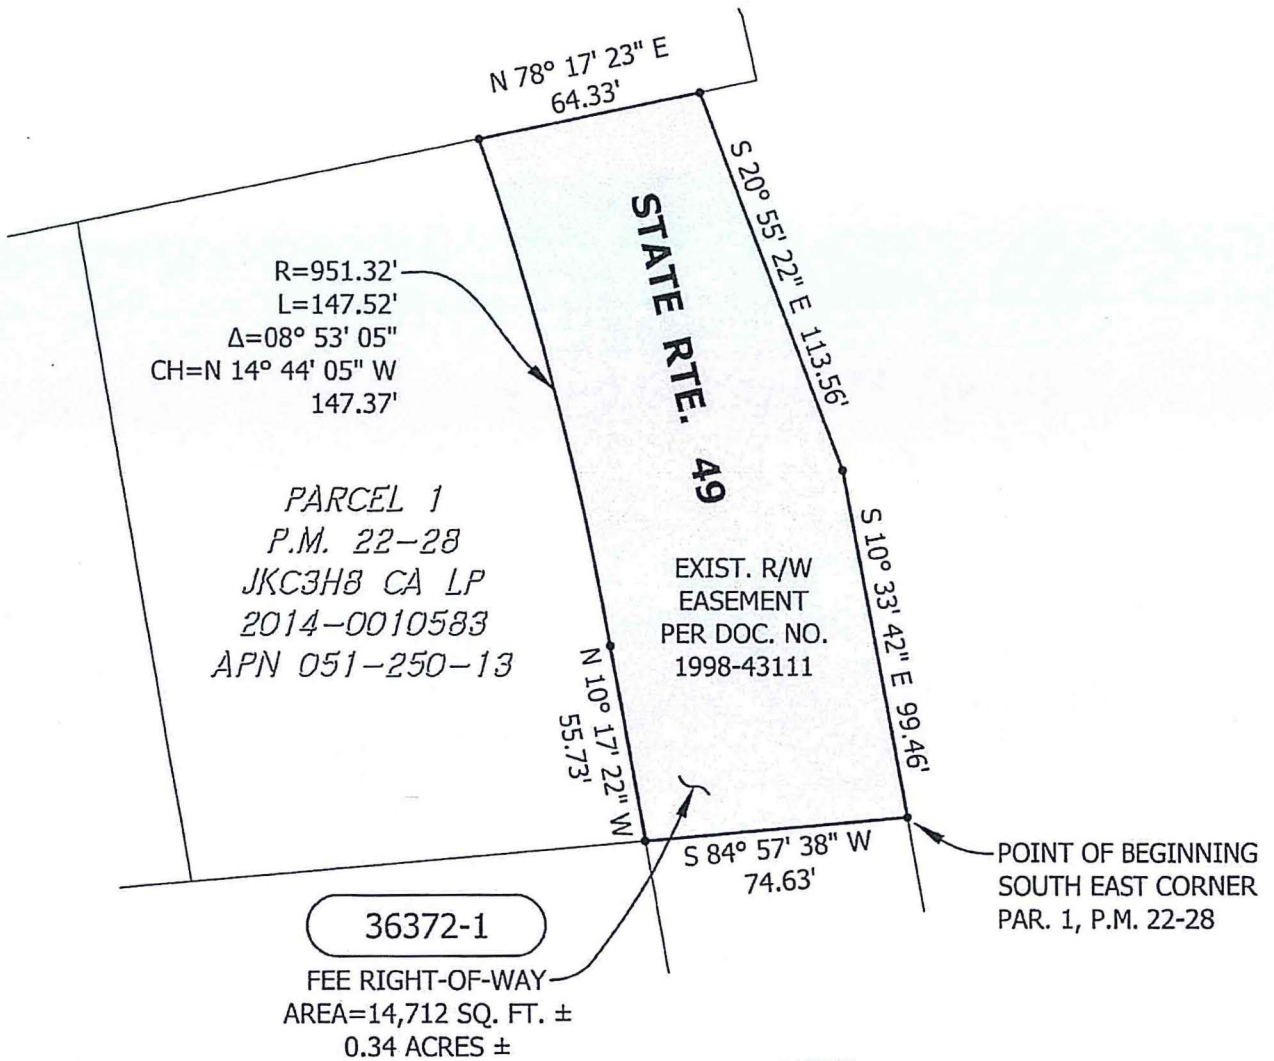 N 78° 17' 23" E
64.33'
S 20° 55' 22" E 113.56'
STATE RTE. 49
R=951.32'
L=147.52'
Δ=08° 53' 05"
CH=N 14° 44' 05" W
147.37'
PARCEL 1
P.M. 22-28
JKC3H8 CA LP
2014-0010583
APN 051-250-13
EXIST. R/W
EASEMENT
PER DOC. NO.
1998-43111
S 10° 33' 42" E 99.46'
N 10° 17' 22" W
55.73'
S 84° 57' 38" W
74.63'
POINT OF BEGINNING
SOUTH EAST CORNER
PAR. 1, P.M. 22-28
36372-1
FEE RIGHT-OF-WAY
AREA=14,712 SQ. FT. ±
0.34 ACRES ±